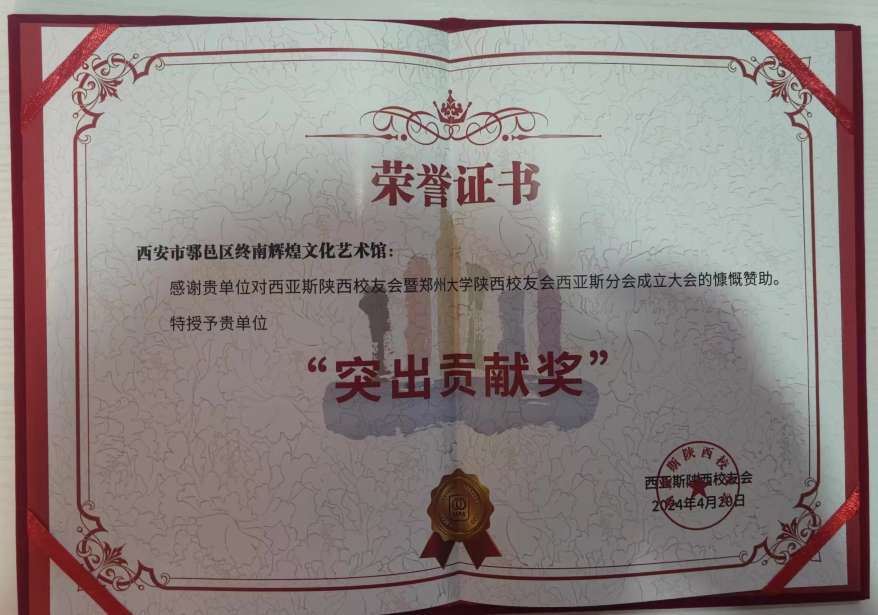 荣誉证书
西安市鄠邑区终南辉煌文化艺术馆：
感谢贵单位对西亚斯陕西校友会暨郑州大学陕西校友会西亚斯分会成立大会的慷慨赞助。
特授予贵单位
“突出贡献奖”
西亚斯陕西校友会
2024年4月20日